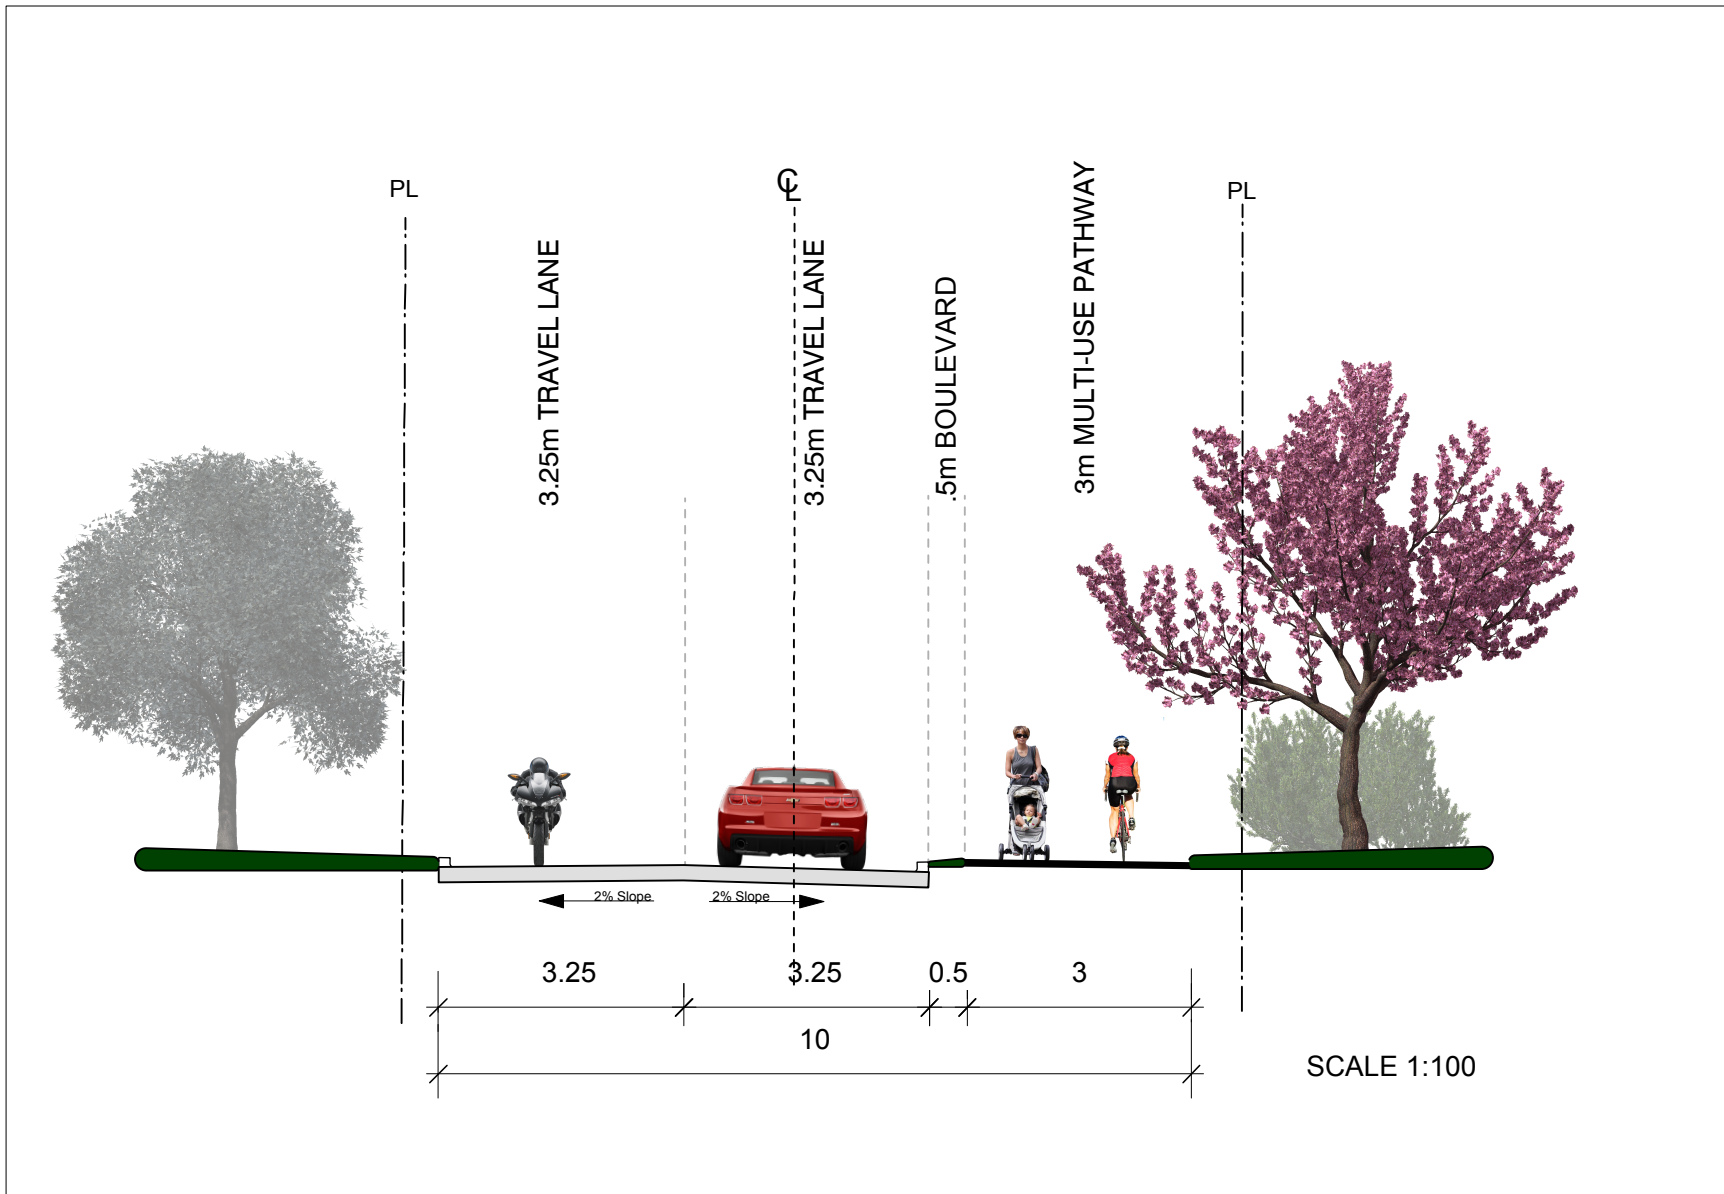 PL
℄
PL
3.25m TRAVEL LANE
3.25m TRAVEL LANE
.5m BOULEVARD
3m MULTI-USE PATHWAY
2% Slope
2% Slope
3.25
3.25
0.5
3
10
SCALE 1:100